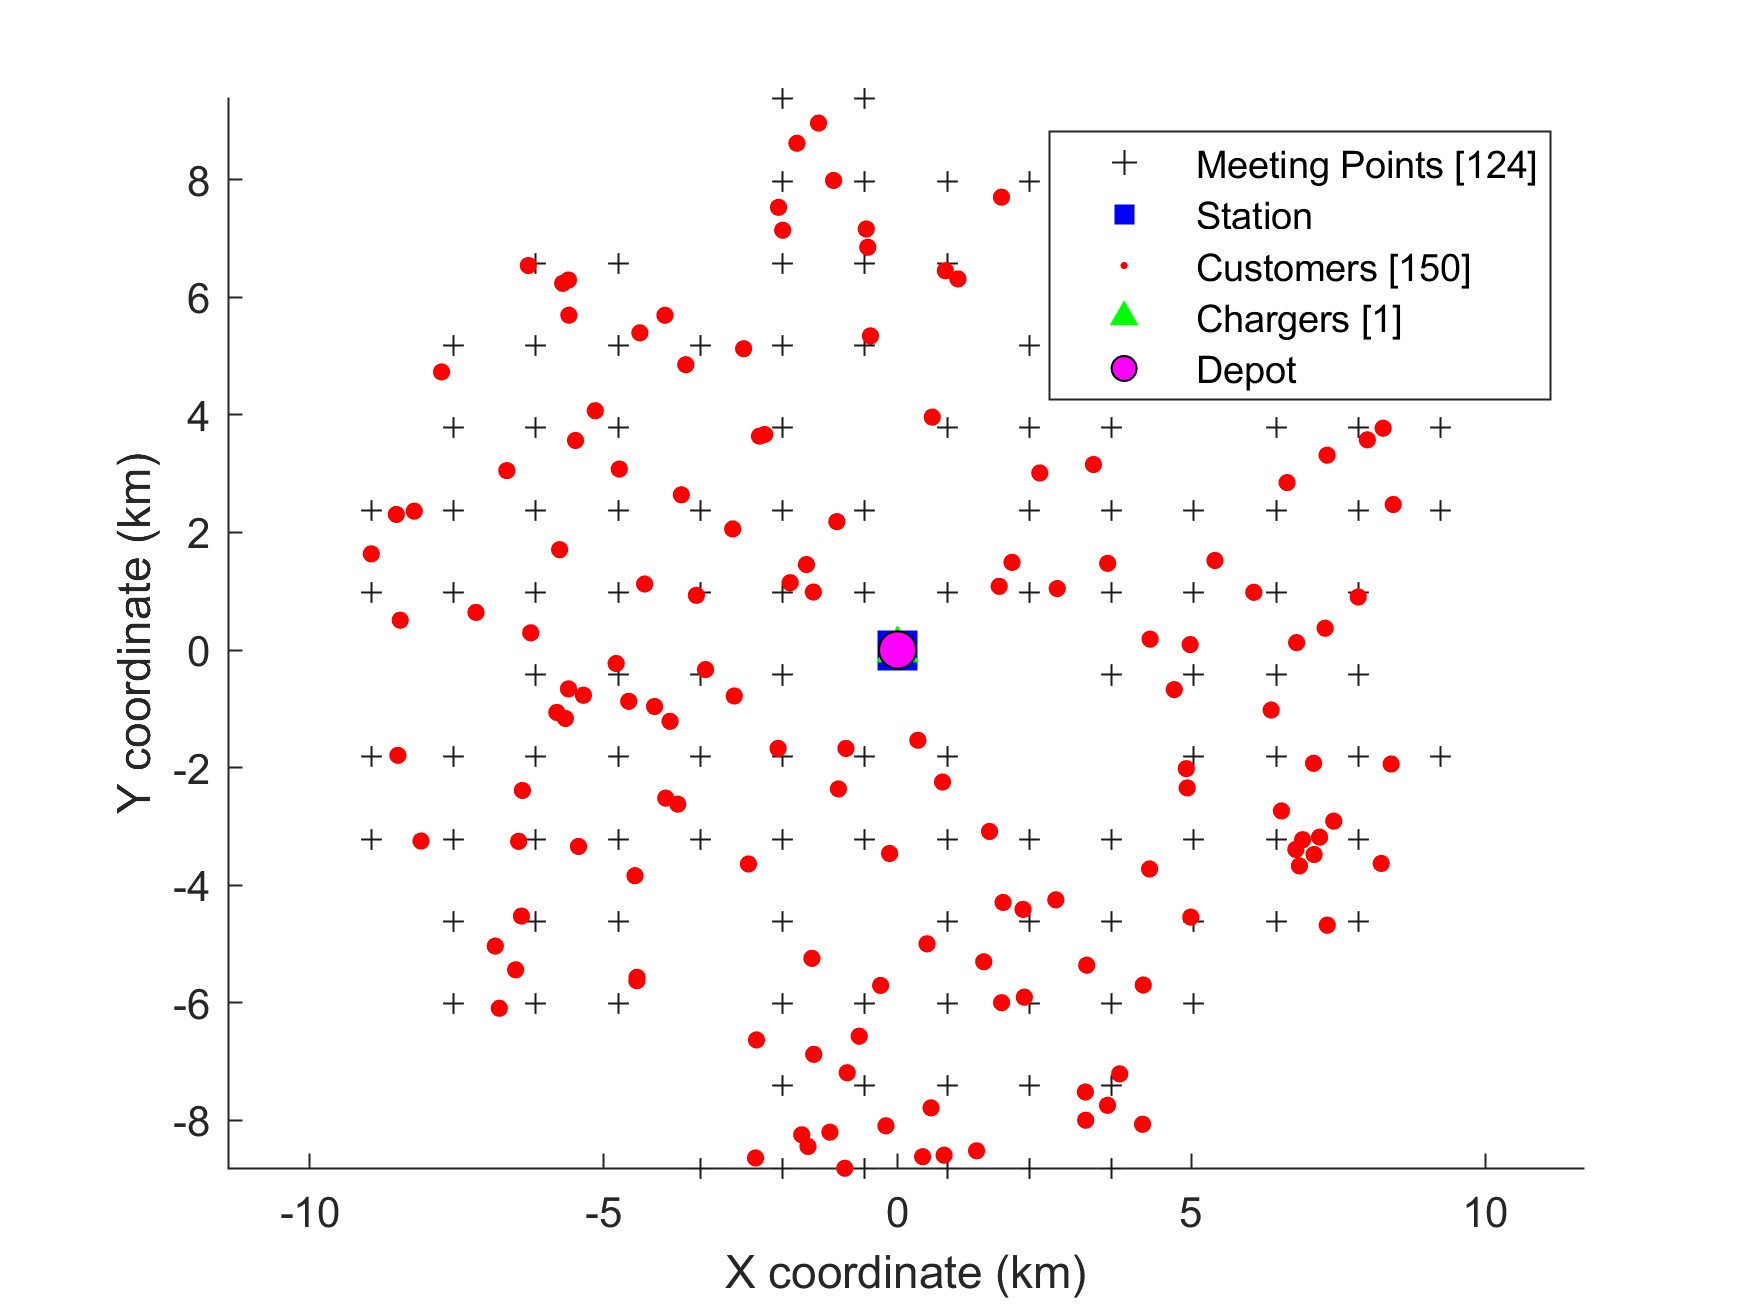 Meeting Points [124]
Station
Customers [150]
Chargers [1]
Depot
8
6
4
2
0
-2
-4
-6
-8
Y coordinate (km)
-10 -5 0 5 10
X coordinate (km)